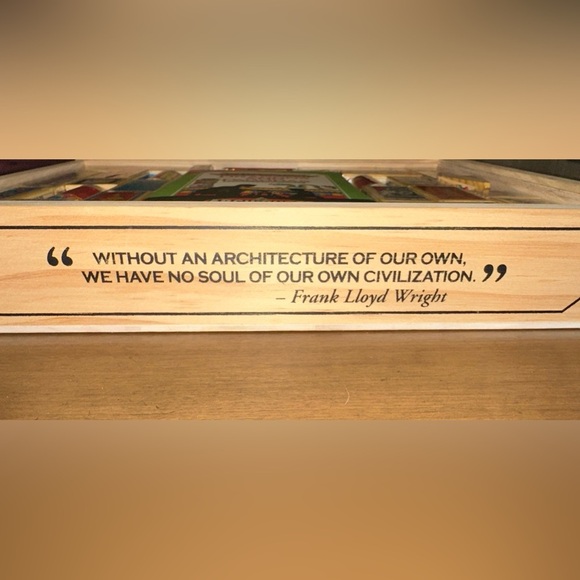 “ WITHOUT AN ARCHITECTURE OF OUR OWN,
WE HAVE NO SOUL OF OUR OWN CIVILIZATION. ”
– Frank Lloyd Wright